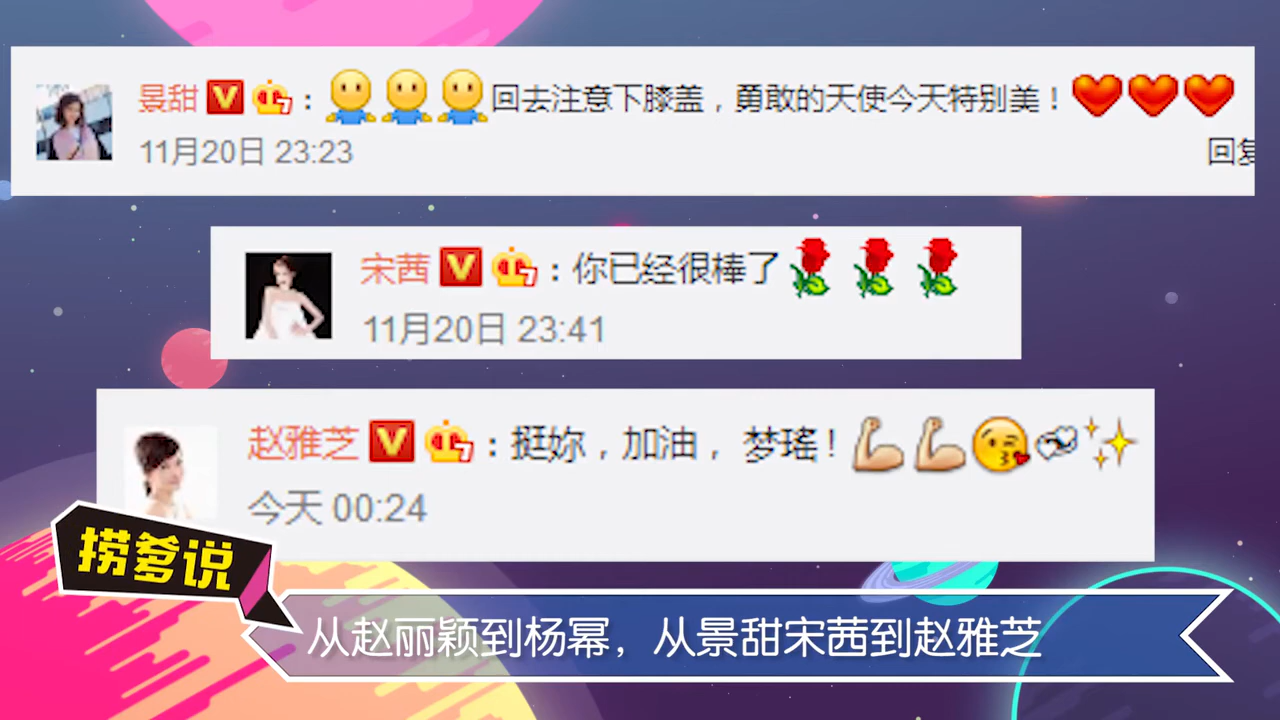 景甜：回去注意下膝盖，勇敢的天使今天特别美！
11月20日 23:23
回复
宋茜：你已经很棒了
11月20日 23:41
赵雅芝：挺妳，加油， 梦瑶！
今天 00:24
捞爹说
从赵丽颖到杨幂，从景甜宋茜到赵雅芝